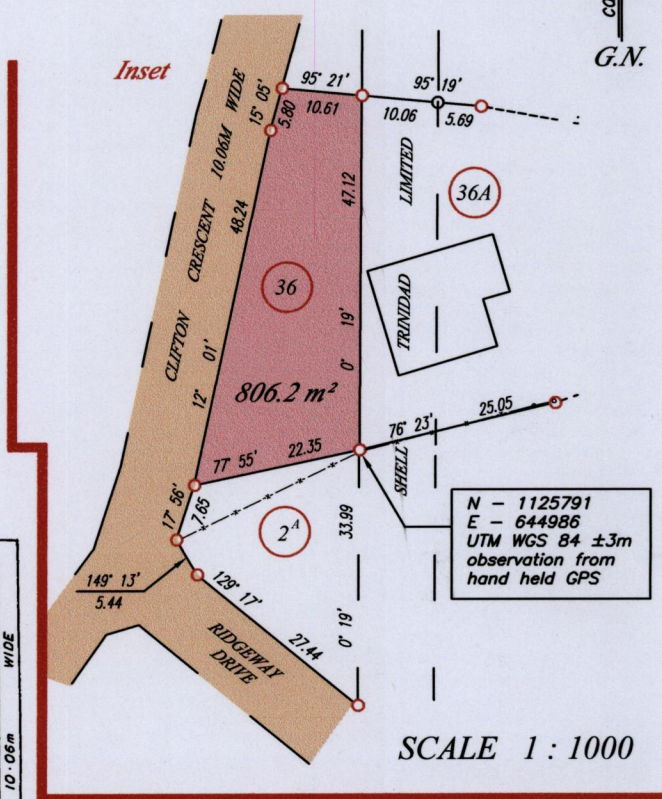 G.N.
Inset
95° 21'
10.61
95° 19'
10.06
5.69
15° 05'
5.80
10.06M WIDE
LIMITED
36A
48.24
47.12
CLIFTON CRESCENT
36
TRINIDAD
12° 01'
0° 19'
806.2 m²
77° 55'
22.35
76° 23'
25.05
SHELL
17° 56'
7.65
2A
33.99
N - 1125791
E - 644986
UTM WGS 84 ±3m
observation from
hand held GPS
149° 13'
5.44
129° 17'
27.44
0° 19'
RIDGEWAY
DRIVE
10·06m WIDE
SCALE 1 : 1000